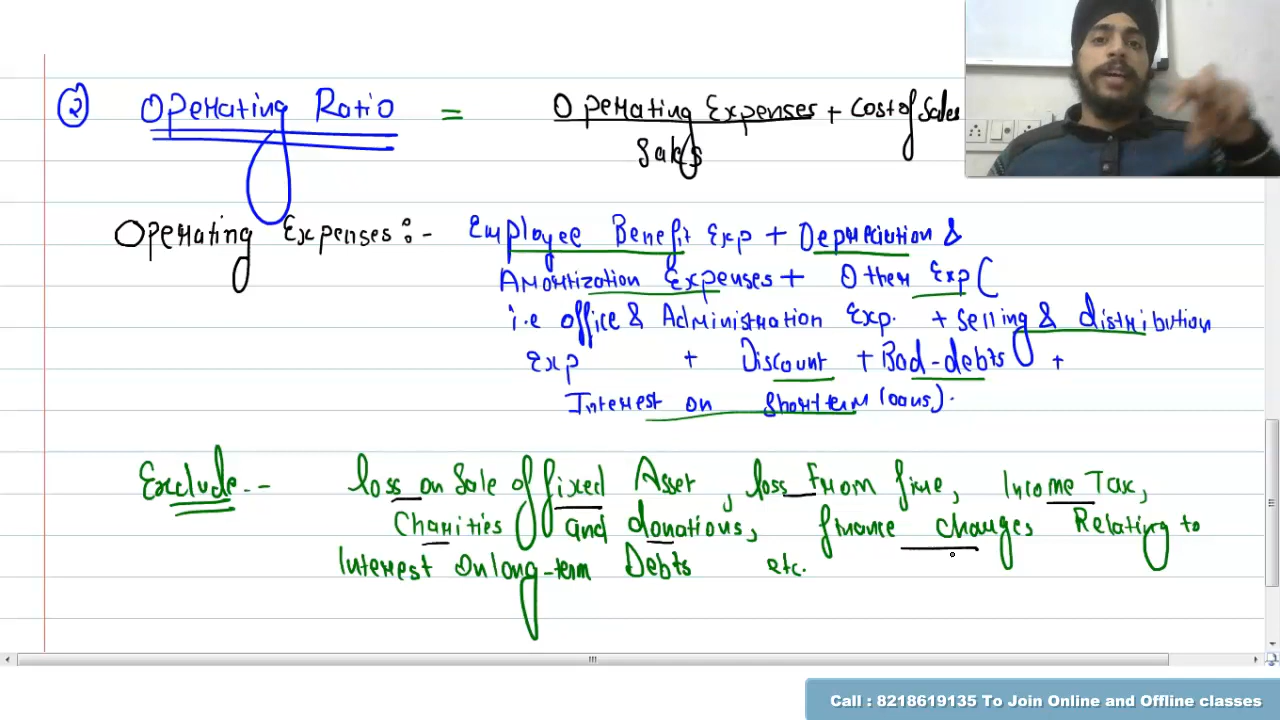 ② Operating Ratio = Operating Expenses + Cost of Sales
Sales
Operating Expenses :- Employee Benefit Exp + Depreciation &
Amortization Expenses + Other Exp (
i.e office & Administration Exp. + Selling & distribution
Exp + Discount + Bad-debts +
Interest on Short term loans).
Exclude :- loss on Sale of fixed Asset, loss From fire, Income Tax,
Charities and donations, finance charges Relating to
Interest on long-term Debts etc.
Call : 8218619135 To Join Online and Offline classes